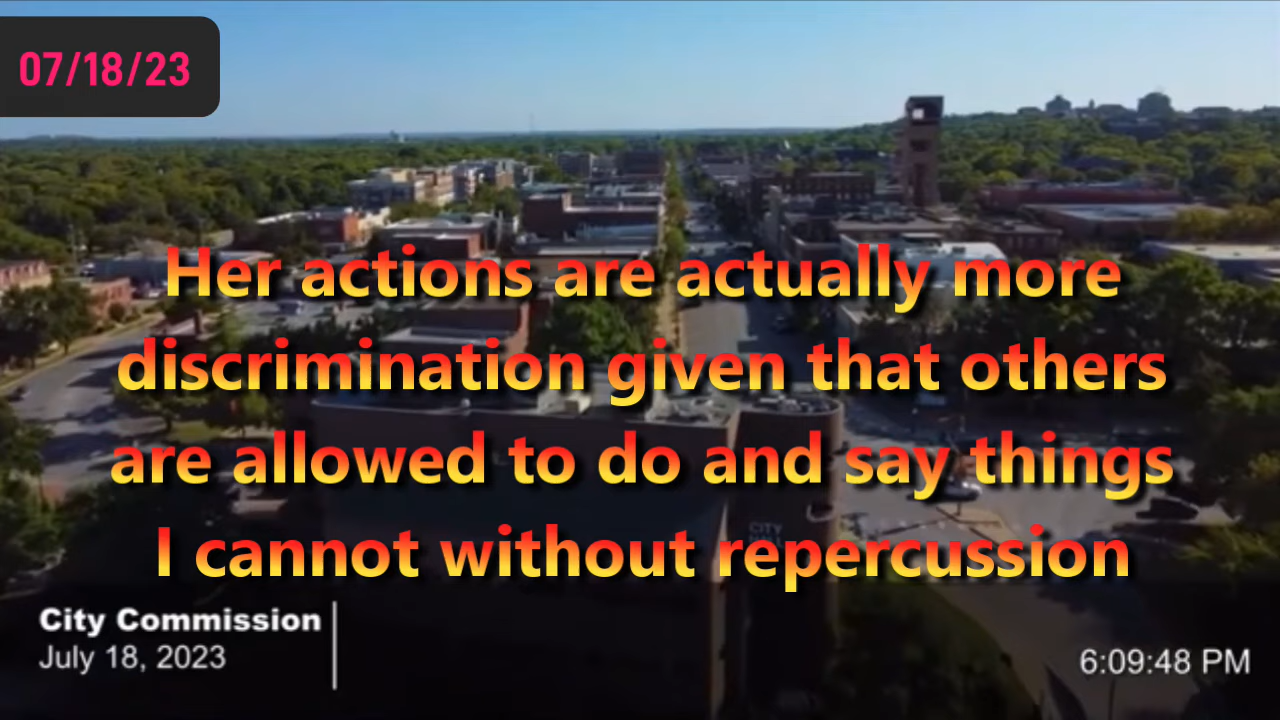 07/18/23
Her actions are actually more
discrimination given that others
are allowed to do and say things
I cannot without repercussion
CITY
City Commission
July 18, 2023
6:09:48 PM